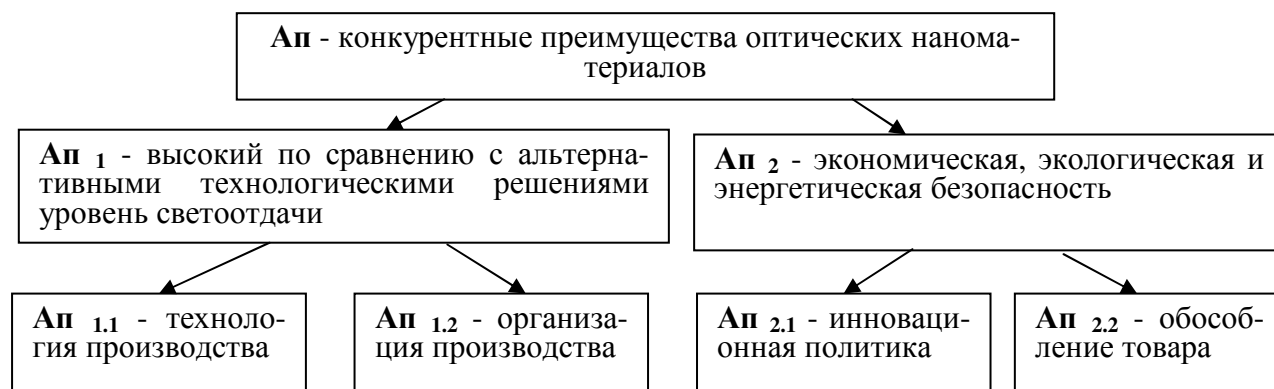 Ап - конкурентные преимущества оптических нанома-
териалов
Ап 1 - высокий по сравнению с альтерна-
тивными технологическими решениями
уровень светоотдачи
Ап 2 - экономическая, экологическая и
энергетическая безопасность
Ап 1.1 - техноло-
гия производства
Ап 1.2 - организа-
ция производства
Ап 2.1 - инноваци-
онная политика
Ап 2.2 - обособ-
ление товара